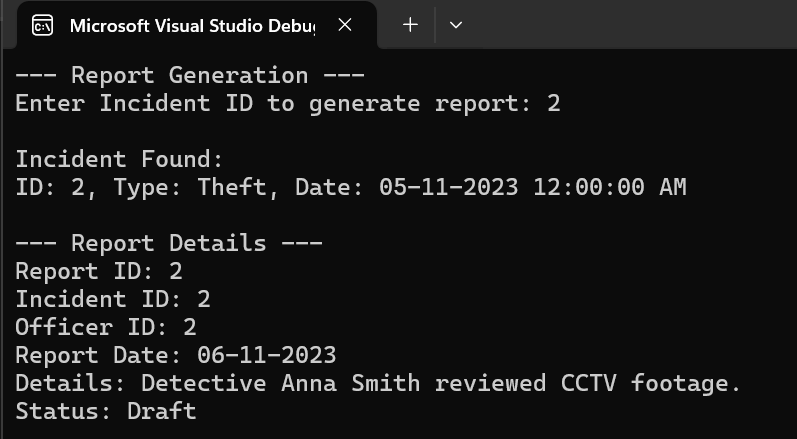 Microsoft Visual Studio Debu
--- Report Generation ---
Enter Incident ID to generate report: 2
Incident Found:
ID: 2, Type: Theft, Date: 05-11-2023 12:00:00 AM
--- Report Details ---
Report ID: 2
Incident ID: 2
Officer ID: 2
Report Date: 06-11-2023
Details: Detective Anna Smith reviewed CCTV footage.
Status: Draft